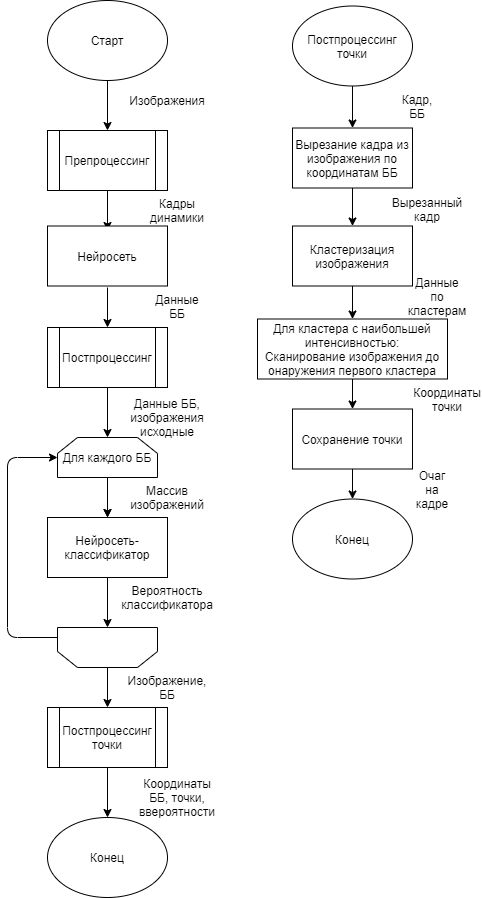 Старт
Изображения
Препроцессинг
Кадры
динамики
Нейросеть
Данные
ББ
Постпроцессинг
Данные ББ,
изображения
исходные
Для каждого ББ
Массив
изображений
Нейросеть-
классификатор
Вероятность
классификатора
Изображение,
ББ
Постпроцессинг
точки
Координаты
ББ, точки,
ввероятности
Конец
Постпроцессинг
точки
Кадр,
ББ
Вырезание кадра из
изображения по
координатам ББ
Вырезанный
кадр
Кластеризация
изображения
Данные
по
кластерам
Для кластера с наибольшей
интенсивностью:
Сканирование изображения до
онаружения первого кластера
Координаты
точки
Сохранение точки
Очаг
на
кадре
Конец